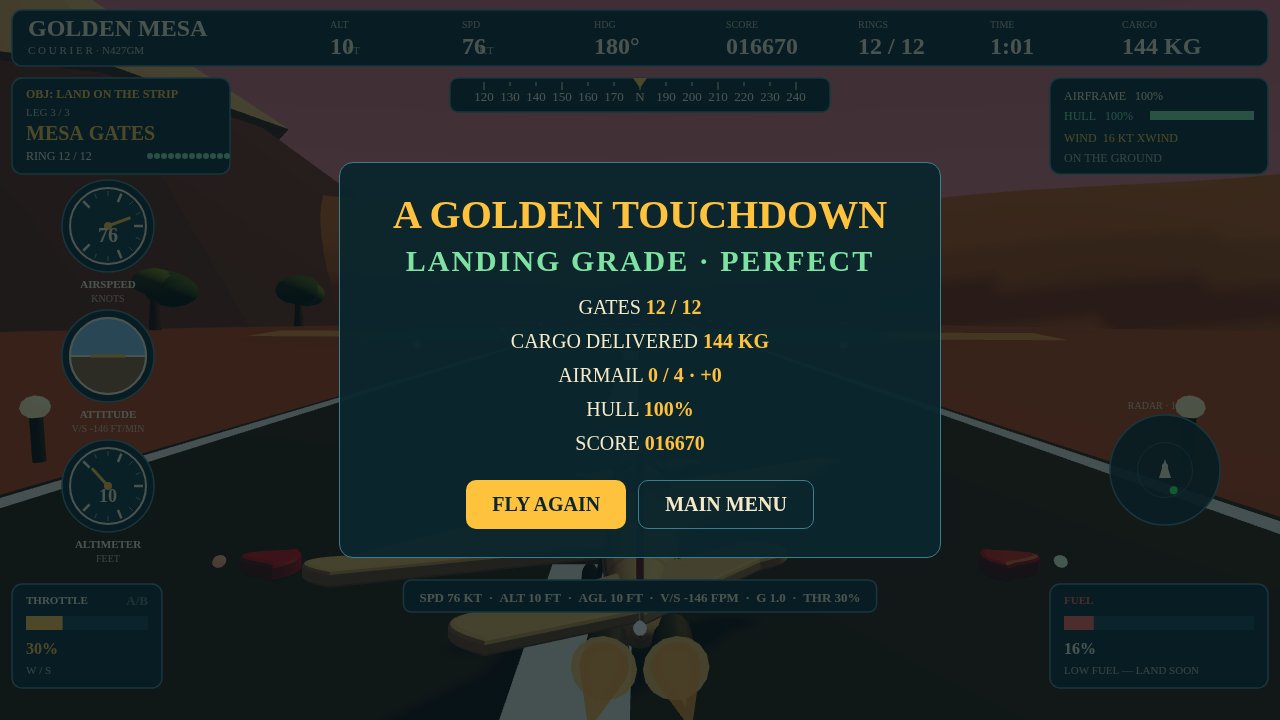 GOLDEN MESA
COURIER · N427GM
ALT
10 FT
SPD
76 KT
HDG
180°
SCORE
016670
RINGS
12 / 12
TIME
1:01
CARGO
144 KG
OBJ: LAND ON THE STRIP
LEG 3 / 3
MESA GATES
RING 12 / 12
120 130 140 150 160 170 N 190 200 210 220 230 240
AIRFRAME 100%
HULL 100%
WIND 16 KT XWIND
ON THE GROUND
76
AIRSPEED
KNOTS
ATTITUDE
V/S -146 FT/MIN
10
ALTIMETER
FEET
A GOLDEN TOUCHDOWN
LANDING GRADE · PERFECT
GATES 12 / 12
CARGO DELIVERED 144 KG
AIRMAIL 0 / 4 · +0
HULL 100%
SCORE 016670
FLY AGAIN
MAIN MENU
RADAR ·
SPD 76 KT · ALT 10 FT · AGL 10 FT · V/S -146 FPM · G 1.0 · THR 30%
THROTTLE A/B
30%
W / S
FUEL
16%
LOW FUEL — LAND SOON